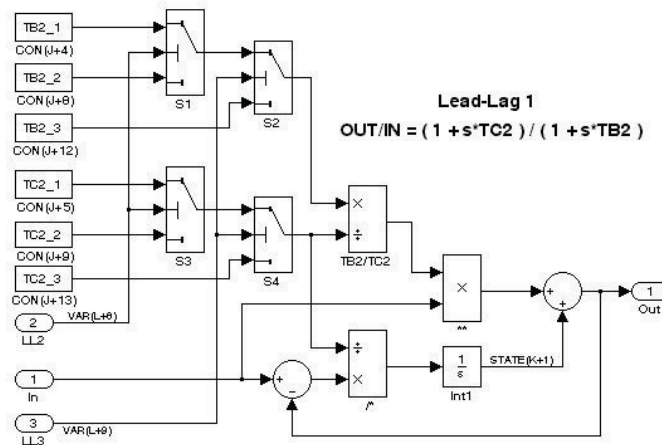 TB2_1
CON(J+4)
TB2_2
CON(J+8)
TB2_3
CON(J+12)
S1
S2
Lead-Lag 1
OUT/IN = ( 1 + s*TC2 ) / ( 1 + s*TB2 )
TC2_1
CON(J+5)
TC2_2
CON(J+9)
TC2_3
CON(J+13)
S3
S4
×
÷
TB2/TC2
×
**
+
+
1
Out
2
LL2
VAR(L+6)
1
In
3
LL3
VAR(L+9)
+
−
÷
×
/*
1
s
Int1
STATE(K+1)